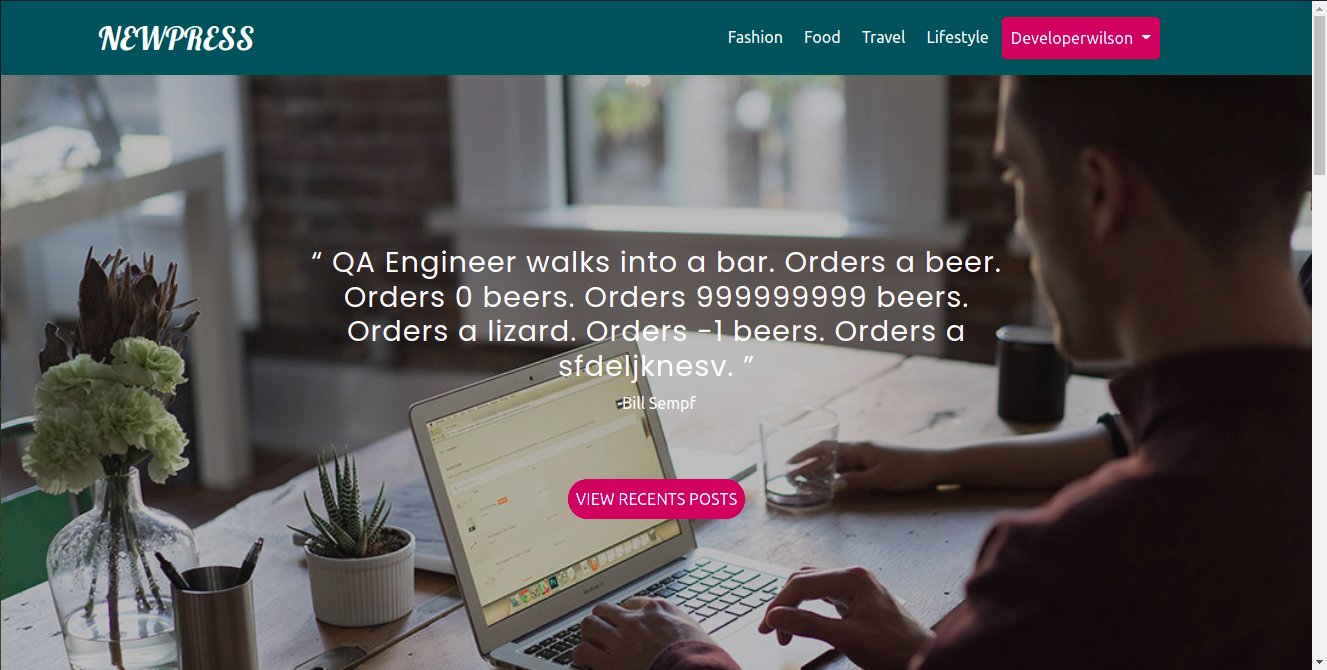 NEWPRESS
Fashion Food Travel Lifestyle Developerwilson
“ QA Engineer walks into a bar. Orders a beer.
Orders 0 beers. Orders 999999999 beers.
Orders a lizard. Orders -1 beers. Orders a
sfdeljknesv. ”
-Bill Sempf
VIEW RECENTS POSTS